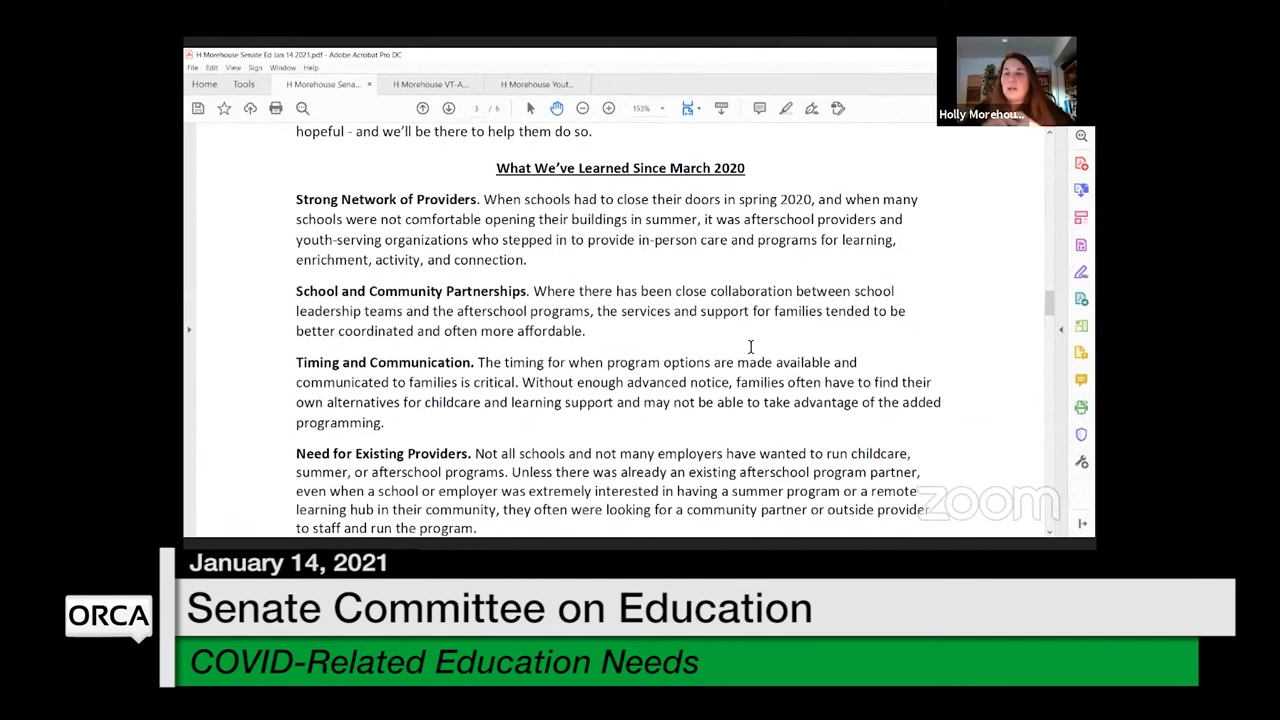 H Morehouse Senate Ed Jan 14 2021.pdf - Adobe Acrobat Pro DC
File Edit View Sign Window Help
Home Tools H Morehouse Sena... × H Morehouse VT-A... H Morehouse Yout...
3 / 6 153%
Holly Morehou...
hopeful - and we'll be there to help them do so.
What We've Learned Since March 2020
Strong Network of Providers. When schools had to close their doors in spring 2020, and when many
schools were not comfortable opening their buildings in summer, it was afterschool providers and
youth-serving organizations who stepped in to provide in-person care and programs for learning,
enrichment, activity, and connection.
School and Community Partnerships. Where there has been close collaboration between school
leadership teams and the afterschool programs, the services and support for families tended to be
better coordinated and often more affordable.
Timing and Communication. The timing for when program options are made available and
communicated to families is critical. Without enough advanced notice, families often have to find their
own alternatives for childcare and learning support and may not be able to take advantage of the added
programming.
Need for Existing Providers. Not all schools and not many employers have wanted to run childcare,
summer, or afterschool programs. Unless there was already an existing afterschool program partner,
even when a school or employer was extremely interested in having a summer program or a remote
learning hub in their community, they often were looking for a community partner or outside provider
to staff and run the program.
zoom
January 14, 2021
ORCA
Senate Committee on Education
COVID-Related Education Needs